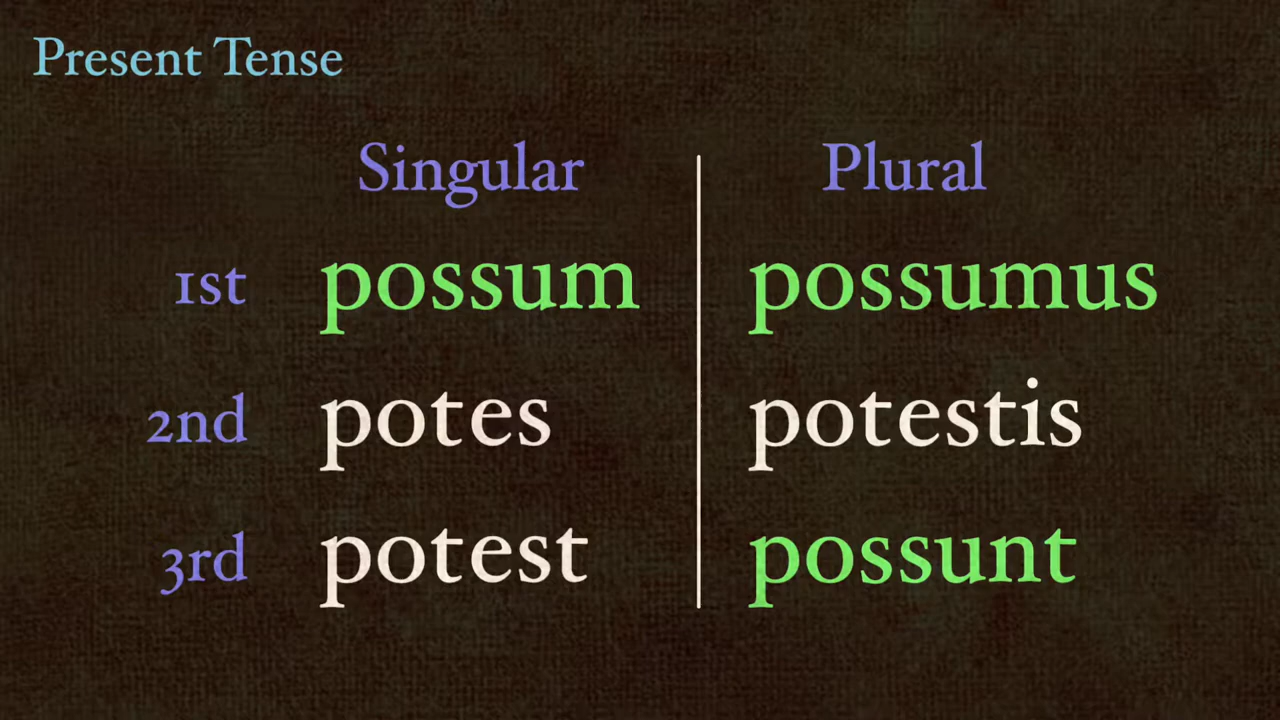 Present Tense
Singular Plural
1st possum possumus
2nd potes potestis
3rd potest possunt